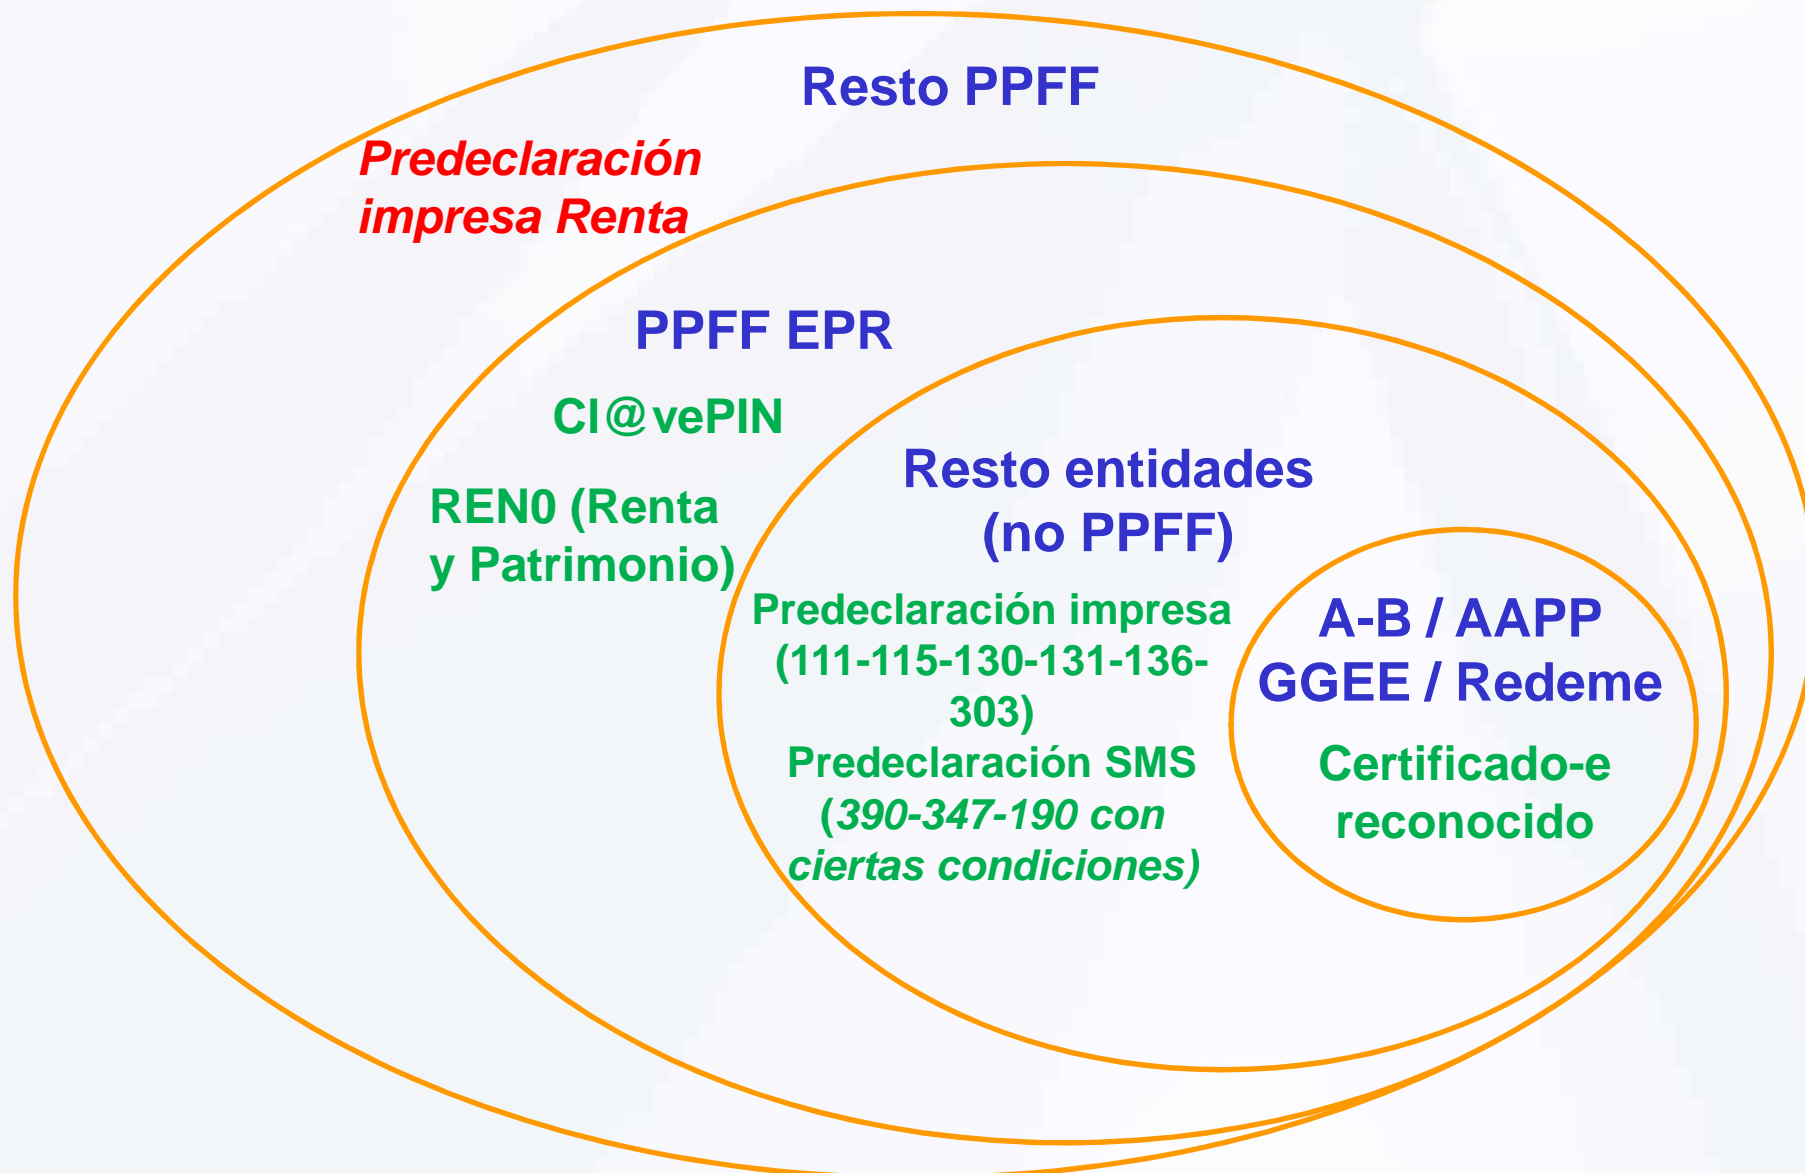 Resto PPFF
Predeclaración
impresa Renta
PPFF EPR
Cl@vePIN
REN0 (Renta
y Patrimonio)
Resto entidades
(no PPFF)
Predeclaración impresa
(111-115-130-131-136-
303)
Predeclaración SMS
(390-347-190 con
ciertas condiciones)
A-B / AAPP
GGEE / Redeme
Certificado-e
reconocido